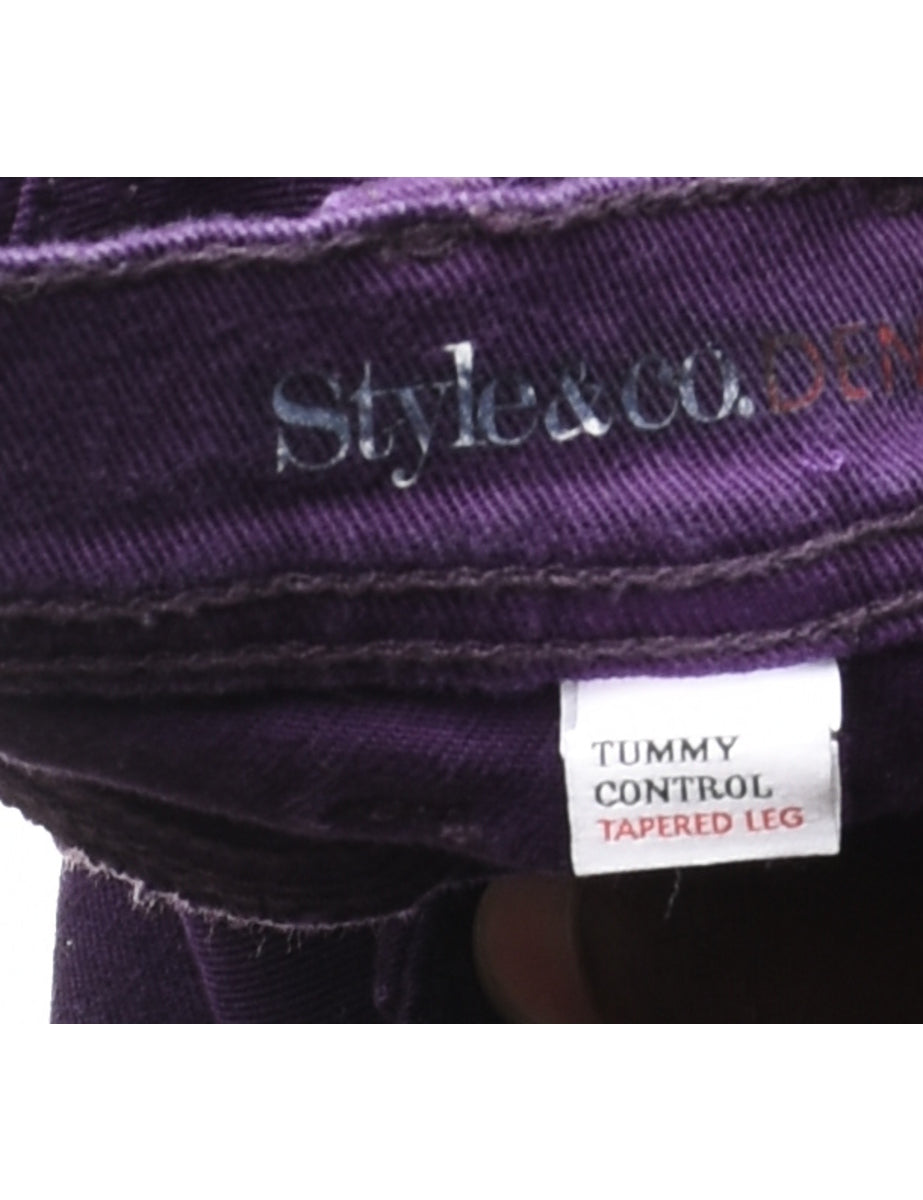 Style&co. DEN
TUMMY
CONTROL
TAPERED LEG